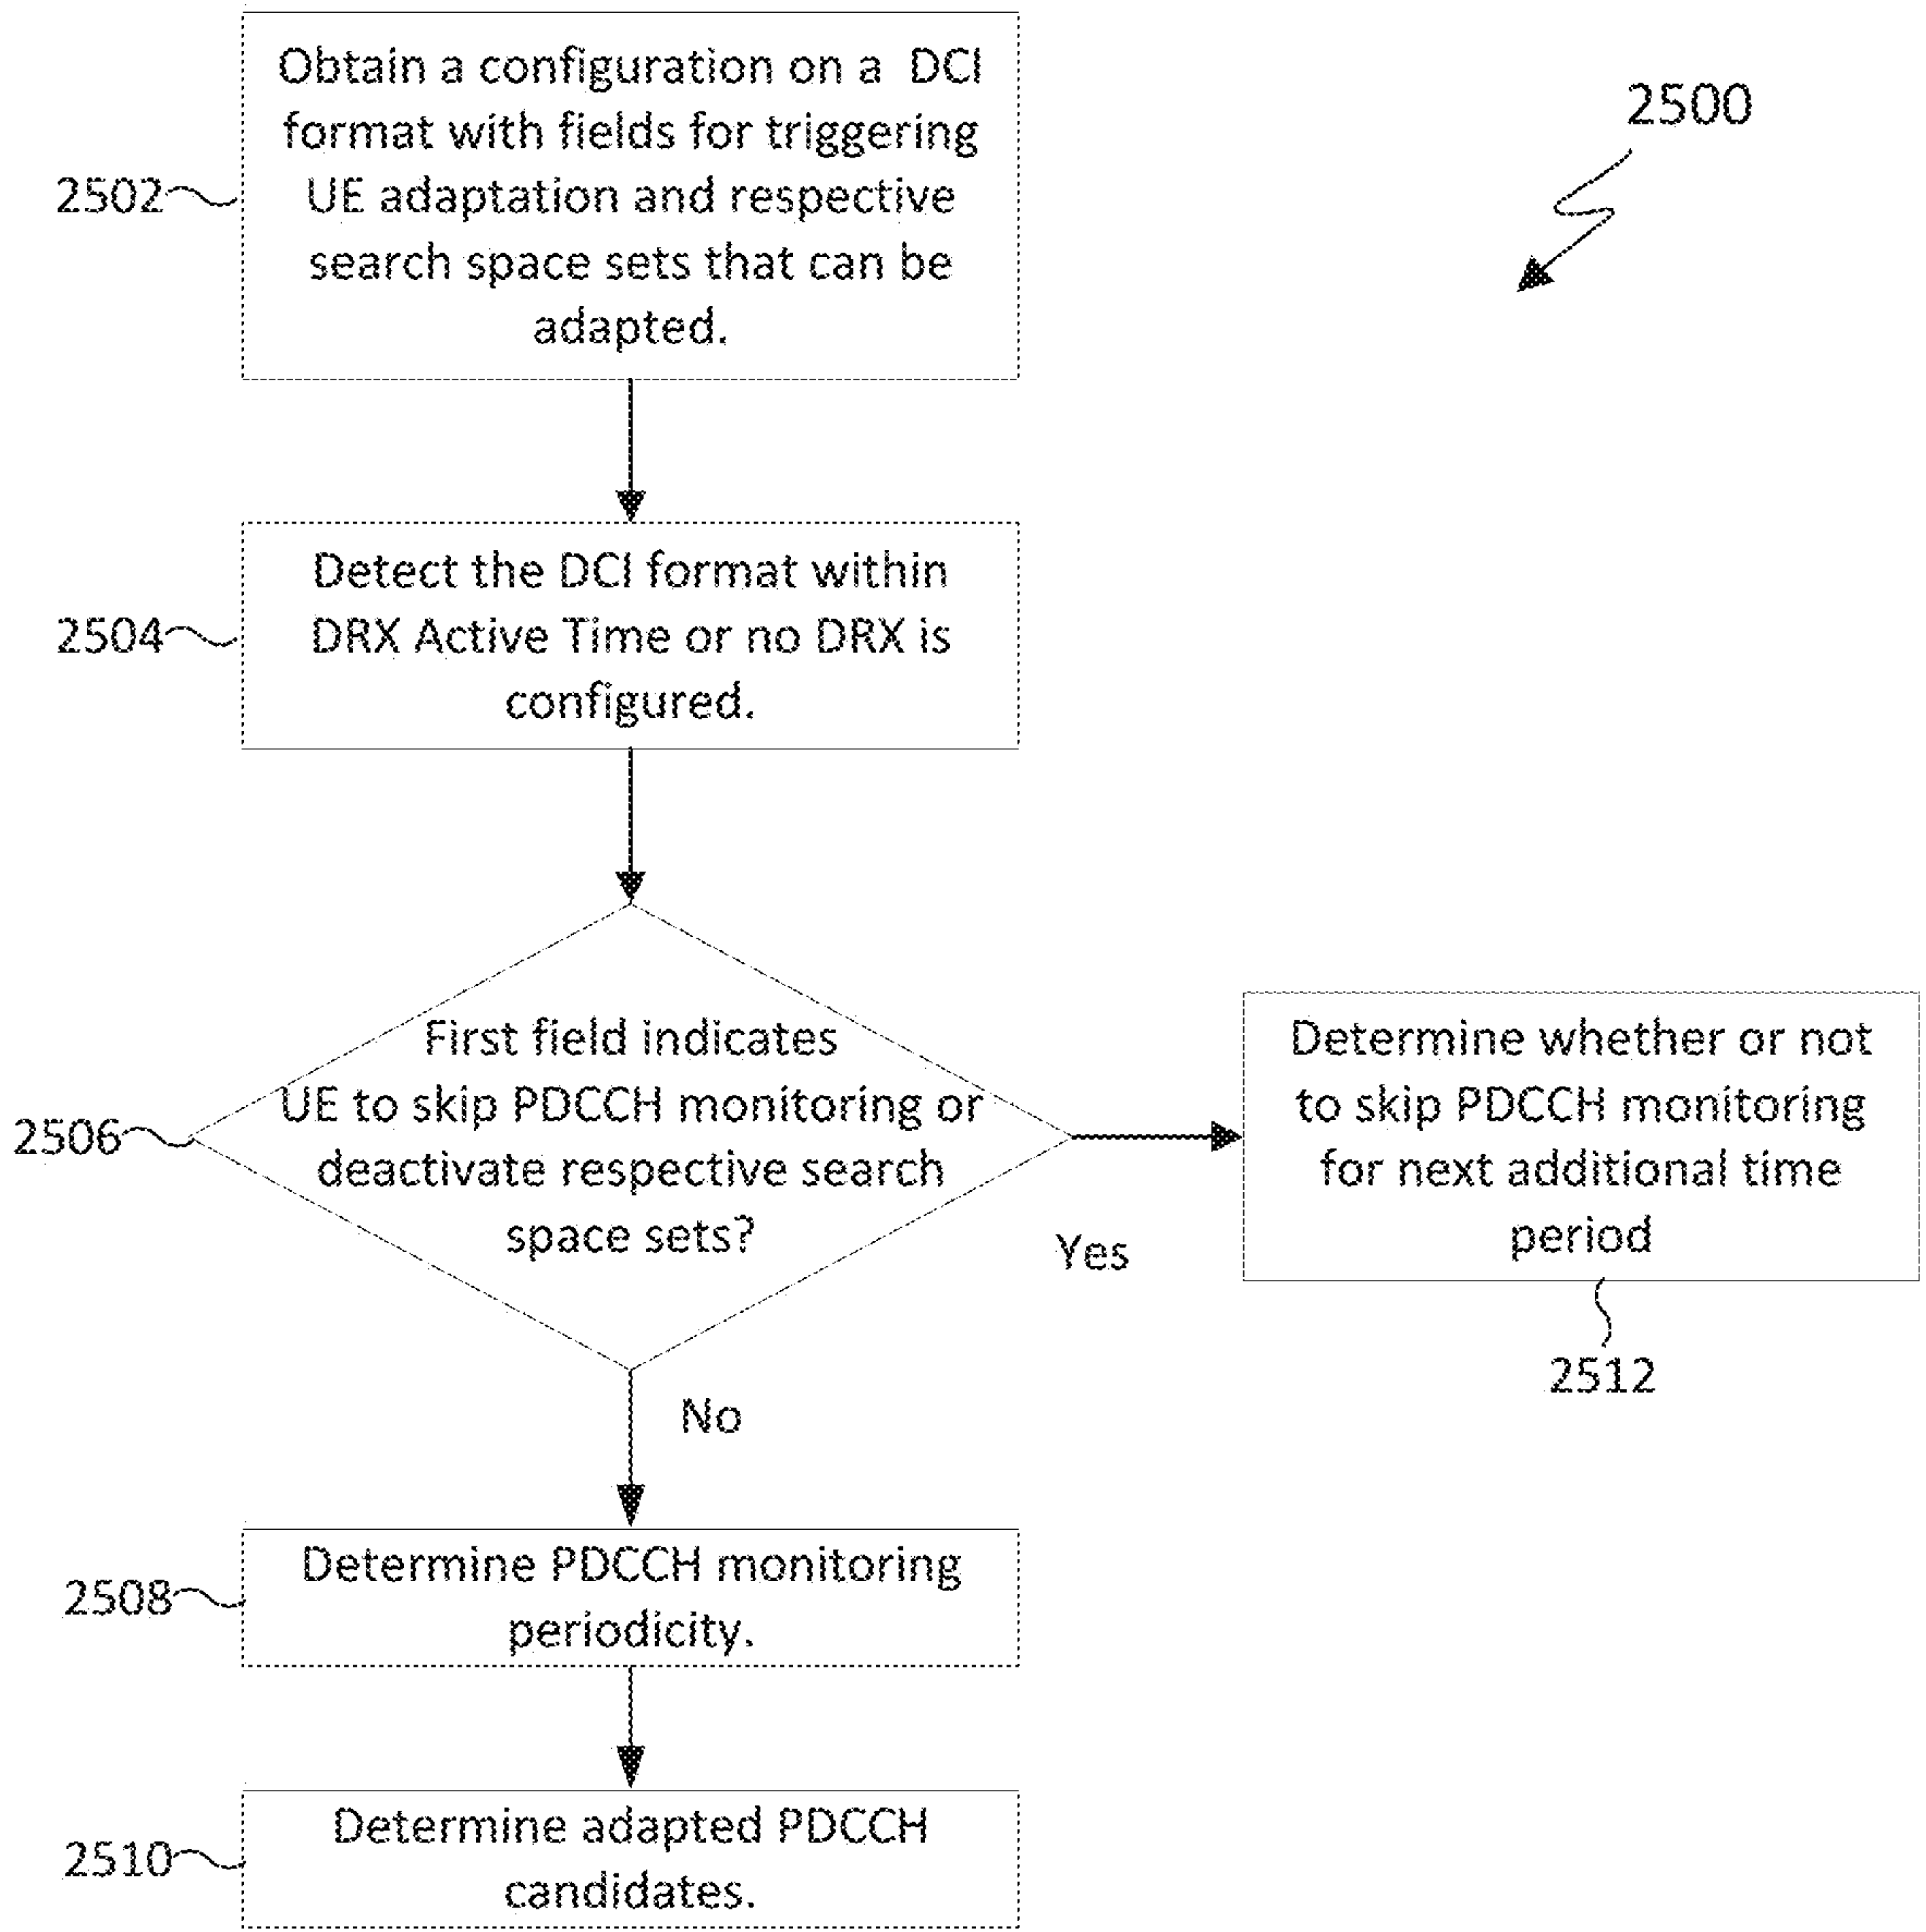 Obtain a configuration on a DCI
format with fields for triggering
UE adaptation and respective
search space sets that can be
adapted.
2500
2502
Detect the DCI format within
DRX Active Time or no DRX is
configured.
2504
First field indicates
UE to skip PDCCH monitoring or
deactivate respective search
space sets?
2506
Yes
Determine whether or not
to skip PDCCH monitoring
for next additional time
period
2512
No
Determine PDCCH monitoring
periodicity.
2508
Determine adapted PDCCH
candidates.
2510